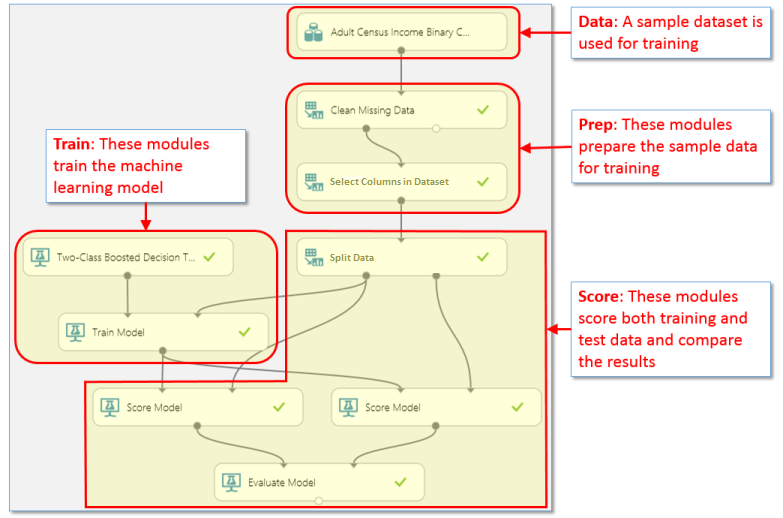 Adult Census Income Binary C...
Data: A sample dataset is
used for training
Clean Missing Data
Select Columns in Dataset
Prep: These modules
prepare the sample data
for training
Train: These modules
train the machine
learning model
Two-Class Boosted Decision T...
Split Data
Train Model
Score: These modules
score both training and
test data and compare
the results
Score Model
Score Model
Evaluate Model